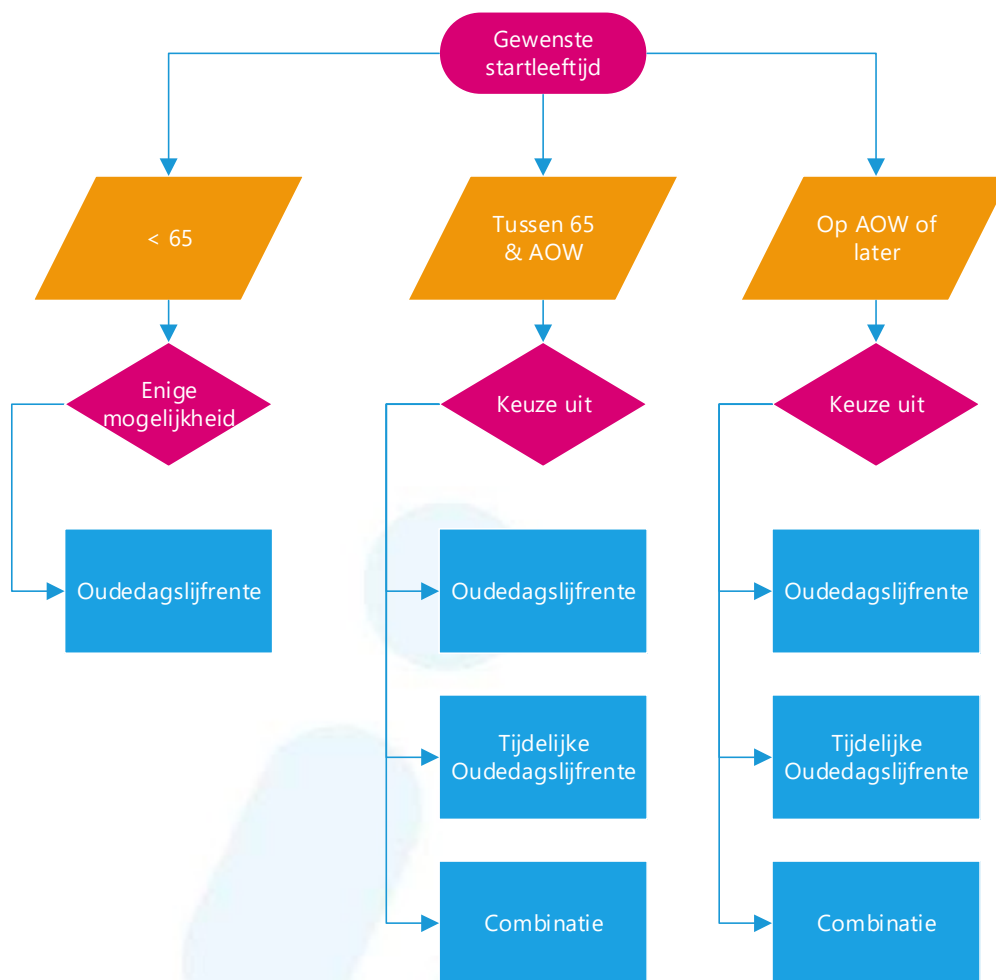 Gewenste
startleeftijd
< 65
Tussen 65
& AOW
Op AOW of
later
Enige
mogelijkheid
Keuze uit
Keuze uit
Oudedagslijfrente
Oudedagslijfrente
Oudedagslijfrente
Tijdelijke
Oudedagslijfrente
Tijdelijke
Oudedagslijfrente
Combinatie
Combinatie